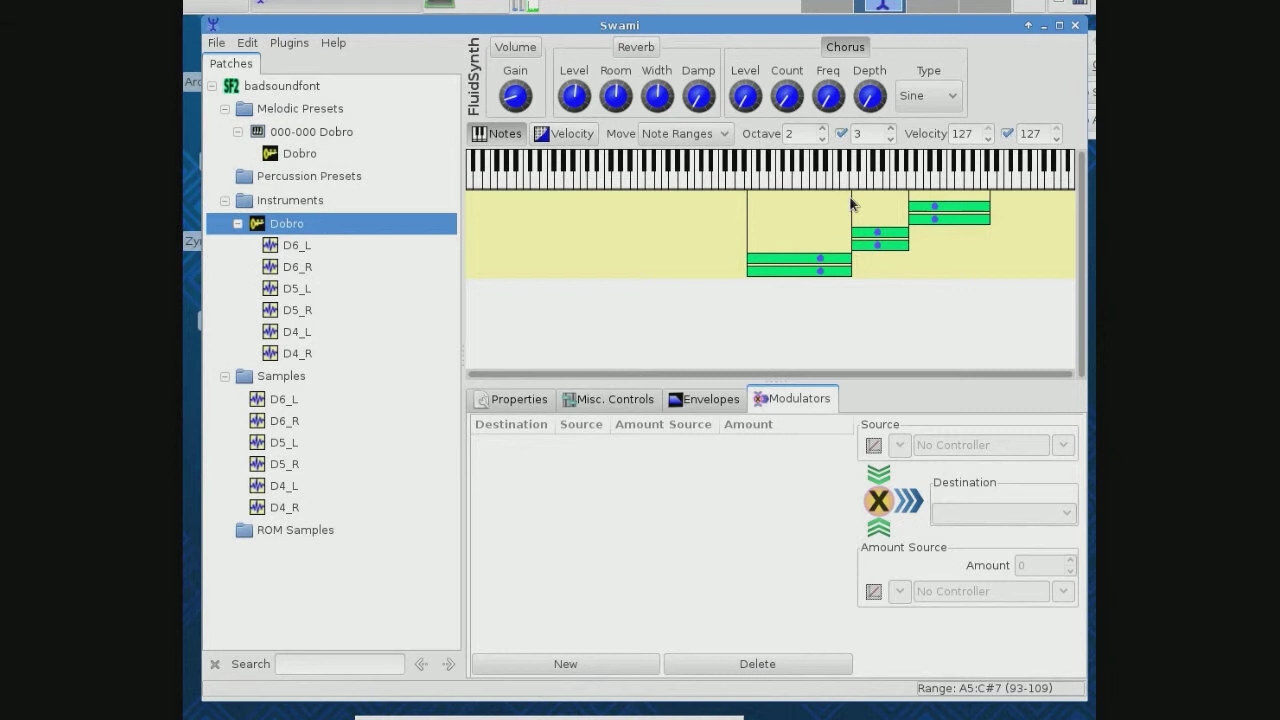 Swami
File Edit Plugins Help
Patches
SF2 badsoundfont
Melodic Presets
000-000 Dobro
Dobro
Percussion Presets
Instruments
Dobro
D6_L
D6_R
D5_L
D5_R
D4_L
D4_R
Samples
D6_L
D6_R
D5_L
D5_R
D4_L
D4_R
ROM Samples
Search
FluidSynth
Volume Reverb Chorus
Gain Level Room Width Damp Level Count Freq Depth Type
Sine
Notes Velocity Move Note Ranges Octave 2 3 Velocity 127 127
Properties Misc. Controls Envelopes Modulators
Destination Source Amount Source Amount
Source
No Controller
Destination
X
Amount Source
Amount 0
No Controller
New Delete
Range: A5:C#7 (93-109)